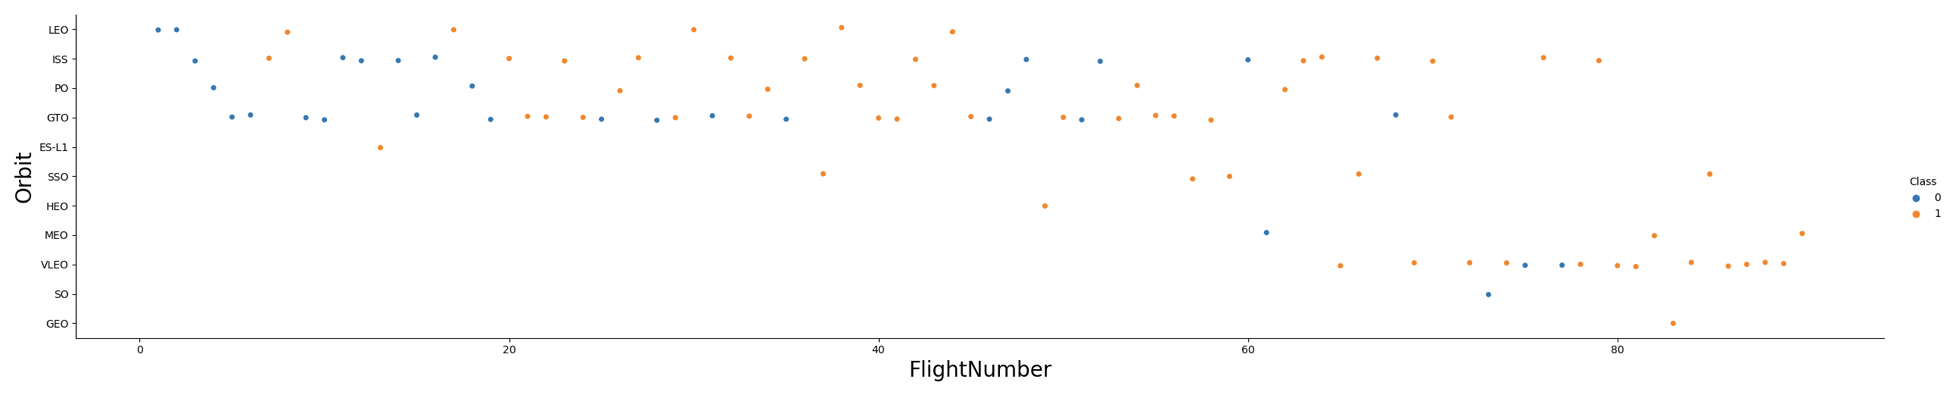 LEO
ISS
PO
GTO
ES-L1
SSO
HEO
MEO
VLEO
SO
GEO
Orbit
0 20 40 60 80
FlightNumber
Class
0
1